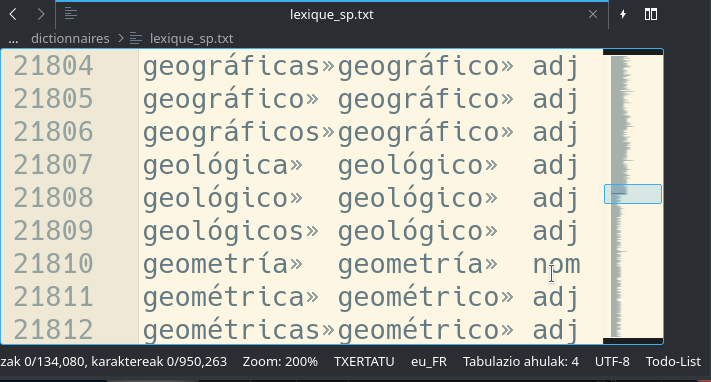 lexique_sp.txt
... dictionnaires > lexique_sp.txt
21804 geográficas» geográfico» adj
21805 geográfico» geográfico» adj
21806 geográficos» geográfico» adj
21807 geológica» geológico» adj
21808 geológico» geológico» adj
21809 geológicos» geológico» adj
21810 geometría» geometría» nom
21811 geométrica» geométrico» adj
21812 geométricas» geométrico» adj
zak 0/134,080, karaktereak 0/950,263 Zoom: 200% TXERTATU eu_FR Tabulazio ahulak: 4 UTF-8 Todo-List